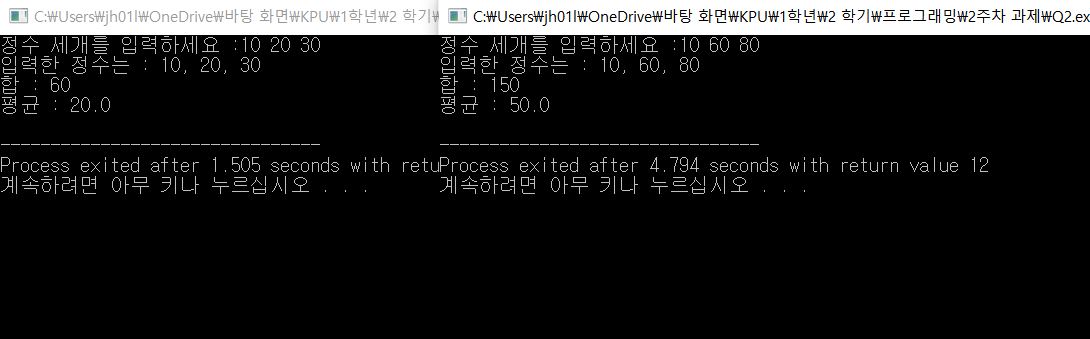 C:￦Users￦jh01l￦OneDrive￦바탕 화면￦KPU￦1학년￦2 학기￦
정수 세개를 입력하세요 :10 20 30
입력한 정수는 : 10, 20, 30
합 : 60
평균 : 20.0
--------------------------------
Process exited after 1.505 seconds with retu
계속하려면 아무 키나 누르십시오 . . .
C:￦Users￦jh01l￦OneDrive￦바탕 화면￦KPU￦1학년￦2 학기￦프로그래밍￦2주차 과제￦Q2.ex
정수 세개를 입력하세요 :10 60 80
입력한 정수는 : 10, 60, 80
합 : 150
평균 : 50.0
--------------------------------
Process exited after 4.794 seconds with return value 12
계속하려면 아무 키나 누르십시오 . . .